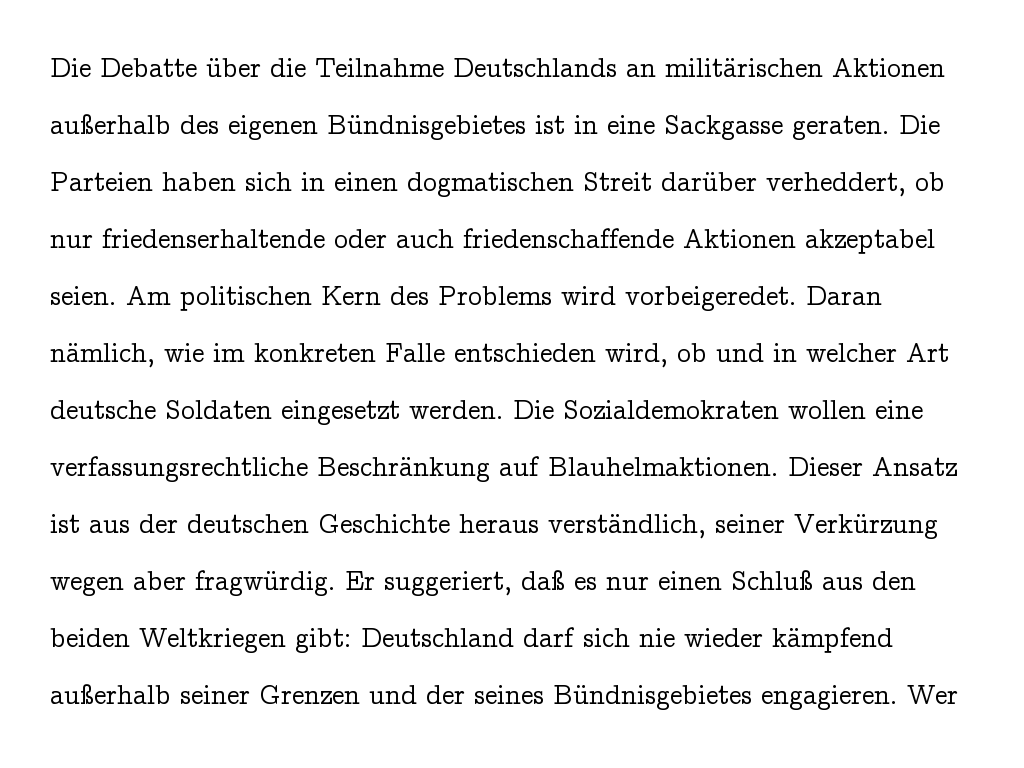 Die Debatte über die Teilnahme Deutschlands an militärischen Aktionen
außerhalb des eigenen Bündnisgebietes ist in eine Sackgasse geraten. Die
Parteien haben sich in einen dogmatischen Streit darüber verheddert, ob
nur friedenserhaltende oder auch friedenschaffende Aktionen akzeptabel
seien. Am politischen Kern des Problems wird vorbeigeredet. Daran
nämlich, wie im konkreten Falle entschieden wird, ob und in welcher Art
deutsche Soldaten eingesetzt werden. Die Sozialdemokraten wollen eine
verfassungsrechtliche Beschränkung auf Blauhelmaktionen. Dieser Ansatz
ist aus der deutschen Geschichte heraus verständlich, seiner Verkürzung
wegen aber fragwürdig. Er suggeriert, daß es nur einen Schluß aus den
beiden Weltkriegen gibt: Deutschland darf sich nie wieder kämpfend
außerhalb seiner Grenzen und der seines Bündnisgebietes engagieren. Wer